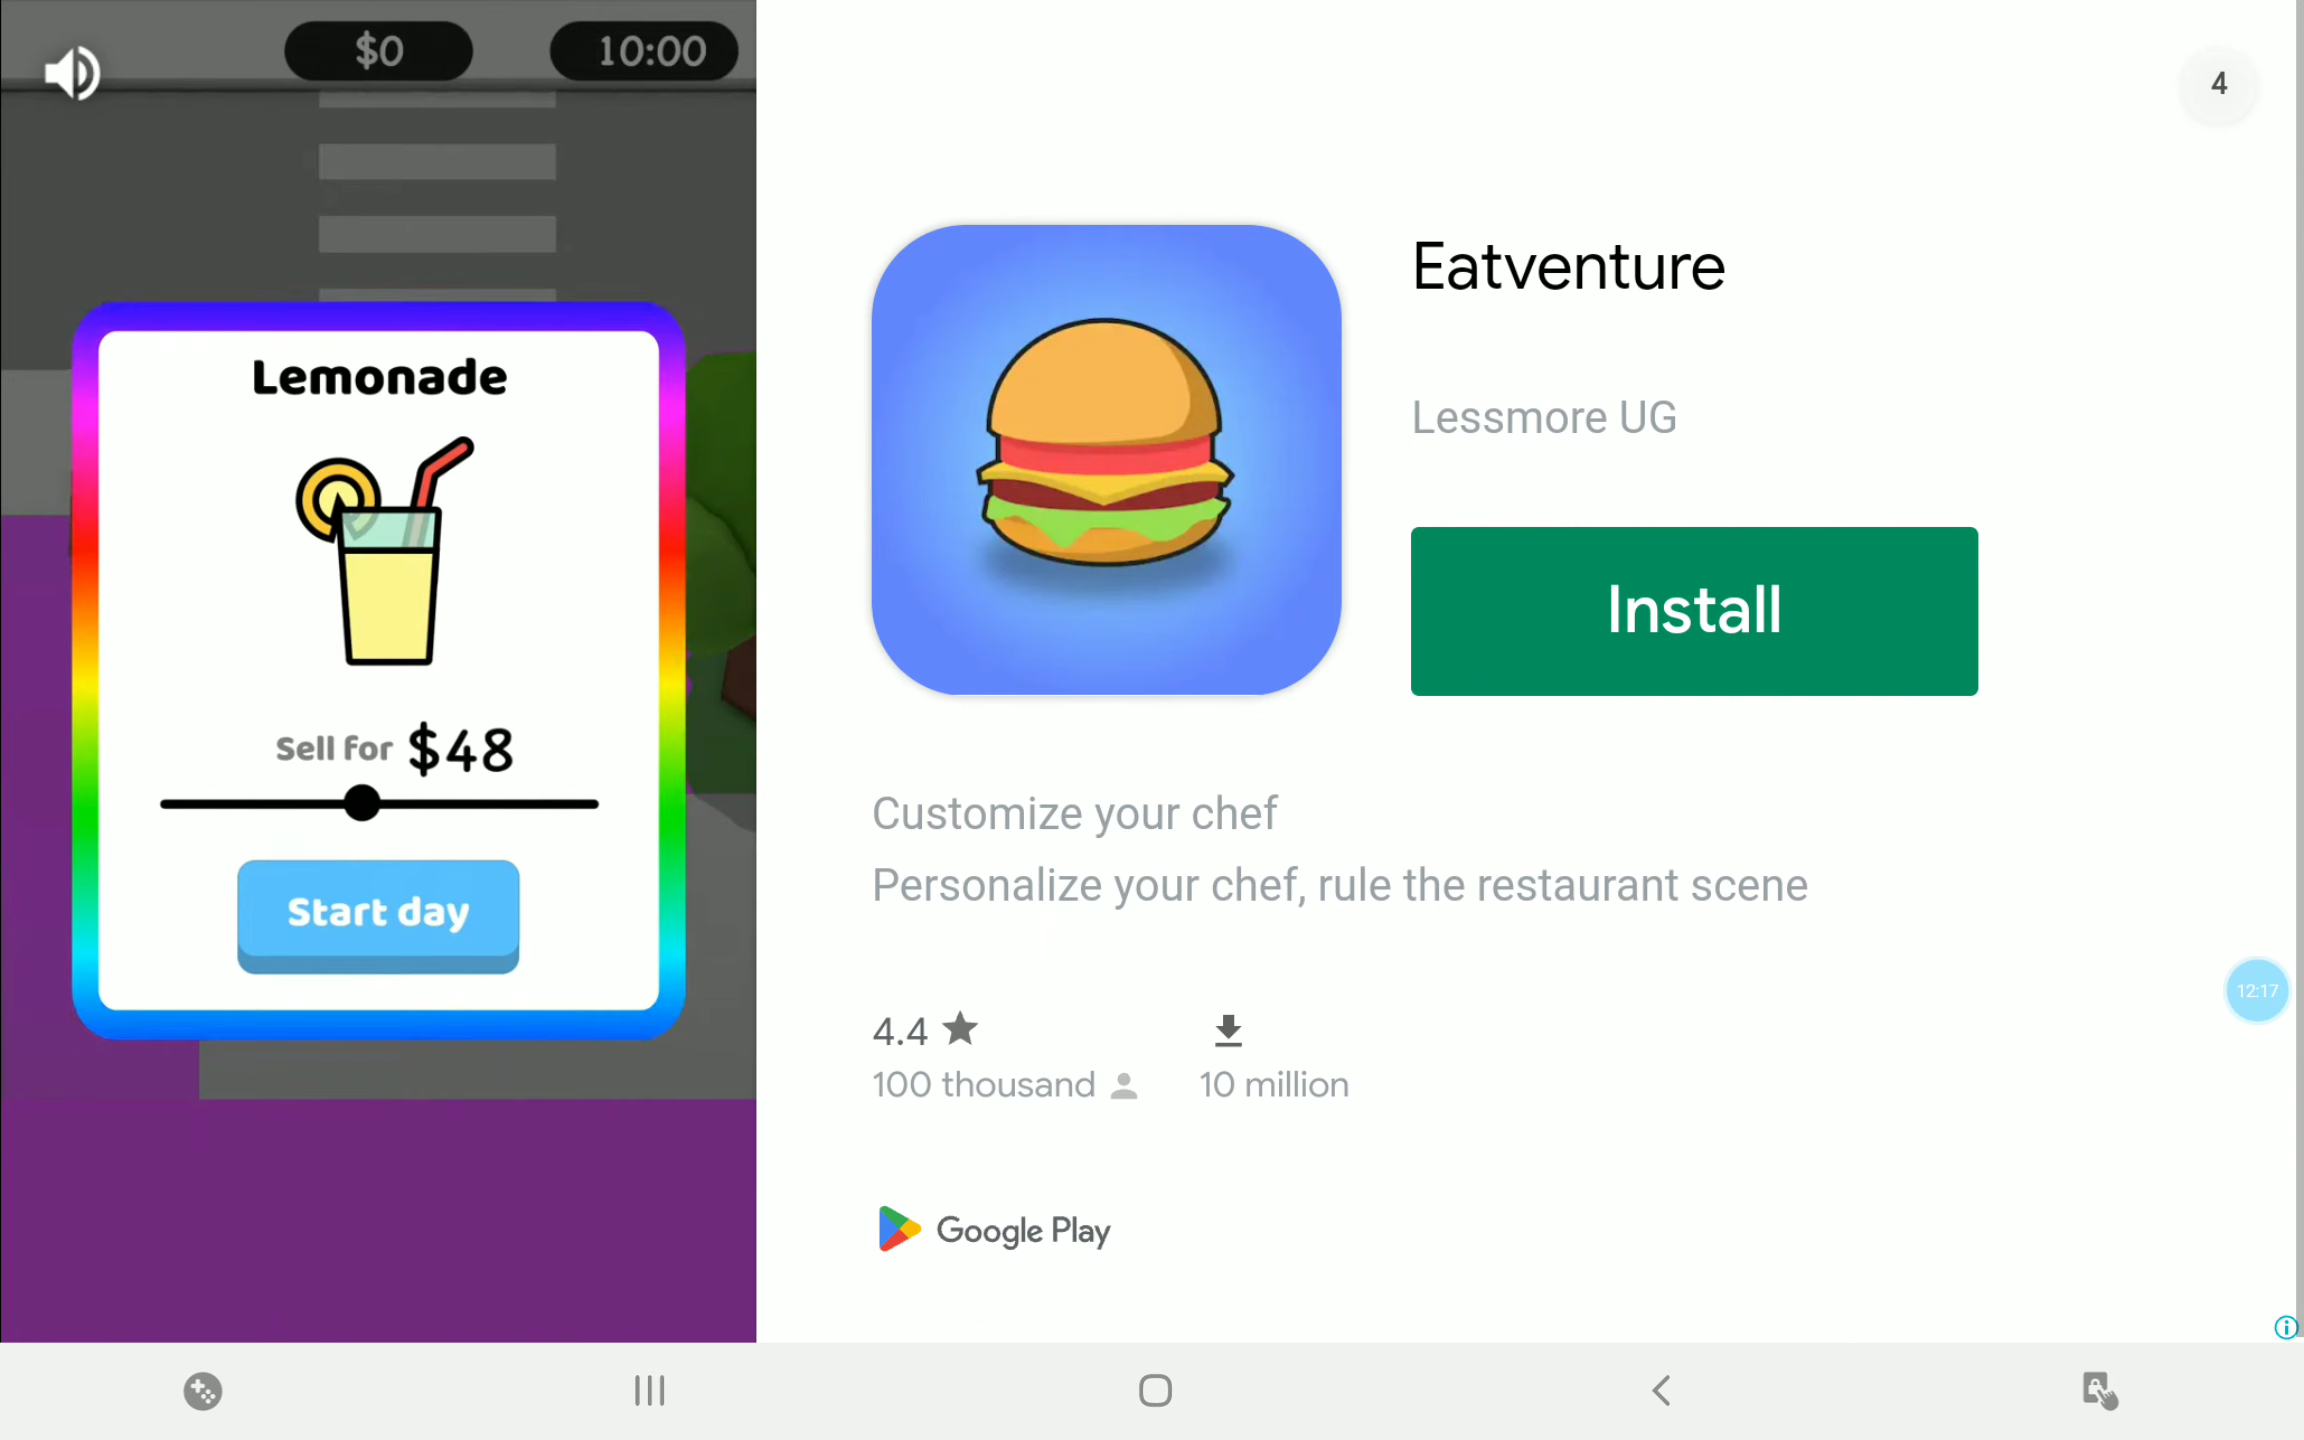 $0
10:00
4
Lemonade
Sell for $48
Start day
Eatventure
Lessmore UG
Install
Customize your chef
Personalize your chef, rule the restaurant scene
4.4
100 thousand
10 million
12:17
Google Play